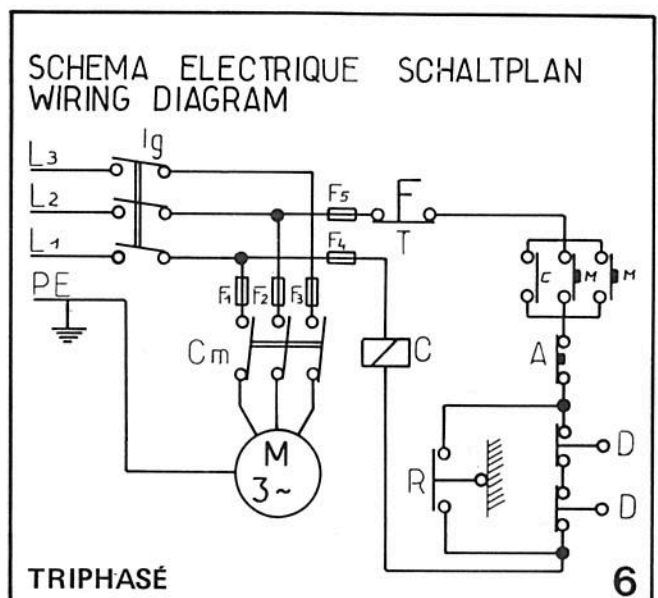 SCHEMA ELECTRIQUE SCHALTPLAN
WIRING DIAGRAM
Ig
L3
L2
F5
F
T
L1
F4
PE
F1 F2 F3
C M M
Cm
C
A
M
3~
R
D
D
TRIPHASÉ
6